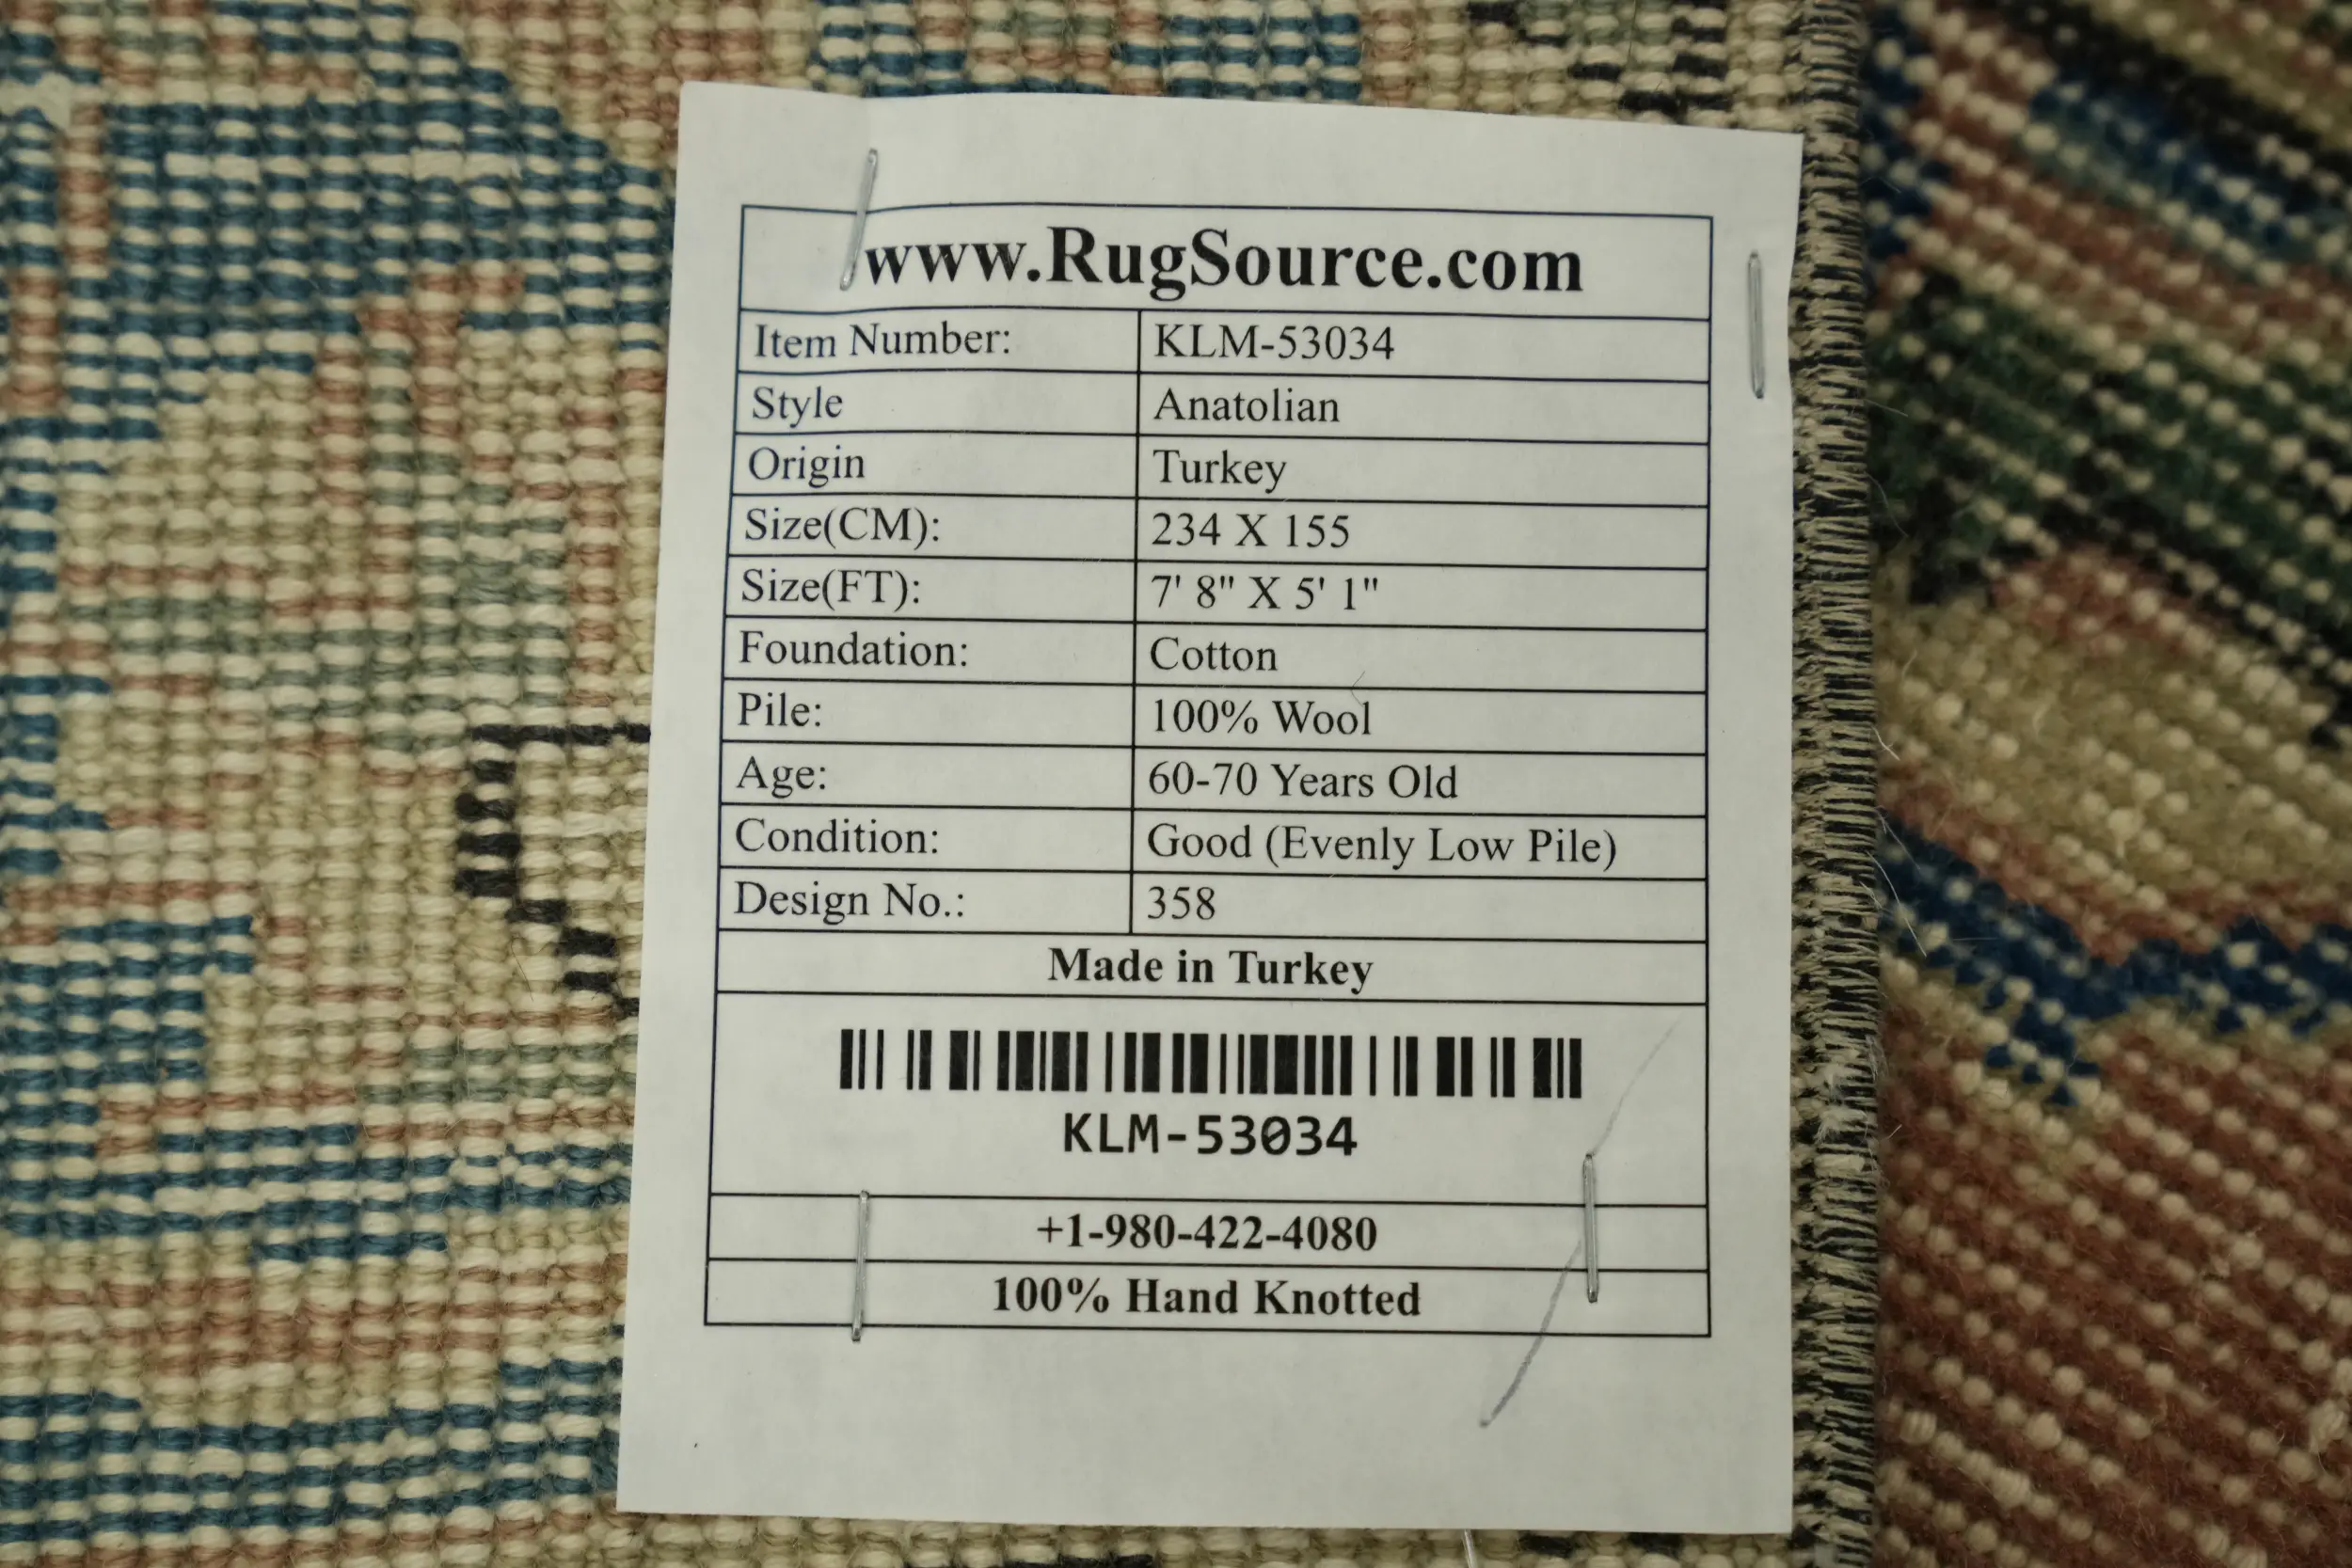 www.RugSource.com
Item Number: KLM-53034
Style Anatolian
Origin Turkey
Size(CM): 234 X 155
Size(FT): 7' 8" X 5' 1"
Foundation: Cotton
Pile: 100% Wool
Age: 60-70 Years Old
Condition: Good (Evenly Low Pile)
Design No.: 358
Made in Turkey
KLM-53034
+1-980-422-4080
100% Hand Knotted